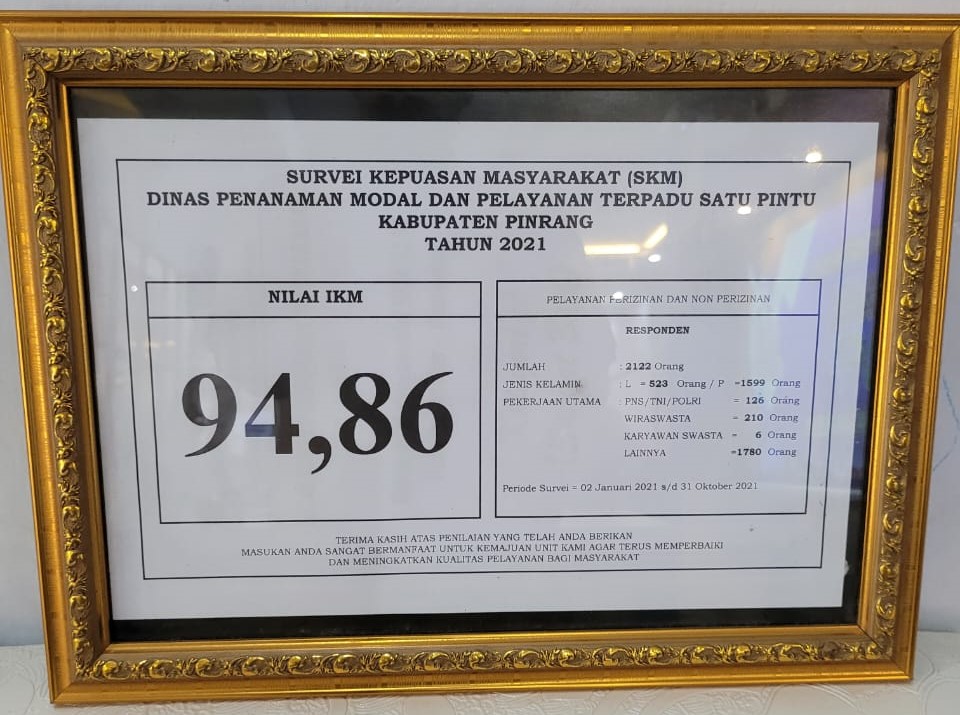 SURVEI KEPUASAN MASYARAKAT (SKM)
DINAS PENANAMAN MODAL DAN PELAYANAN TERPADU SATU PINTU
KABUPATEN PINRANG
TAHUN 2021
NILAI IKM
94,86
PELAYANAN PERIZINAN DAN NON PERIZINAN
RESPONDEN
JUMLAH : 2122 Orang
JENIS KELAMIN : L = 523 Orang / P =1599 Orang
PEKERJAAN UTAMA : PNS/TNI/POLRI = 126 Orang
WIRASWASTA = 210 Orang
KARYAWAN SWASTA = 6 Orang
LAINNYA =1780 Orang
Periode Survei = 02 Januari 2021 s/d 31 Oktober 2021
TERIMA KASIH ATAS PENILAIAN YANG TELAH ANDA BERIKAN
MASUKAN ANDA SANGAT BERMANFAAT UNTUK KEMAJUAN UNIT KAMI AGAR TERUS MEMPERBAIKI
DAN MENINGKATKAN KUALITAS PELAYANAN BAGI MASYARAKAT